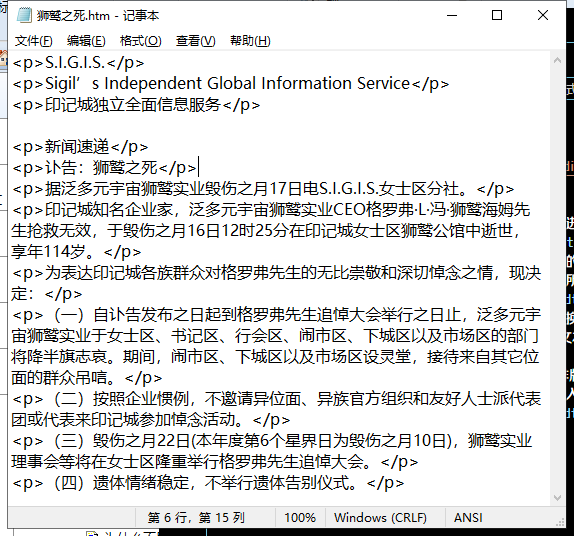 狮鹫之死.htm - 记事本
文件(F) 编辑(E) 格式(O) 查看(V) 帮助(H)
<p>S.I.G.I.S.</p>
<p>Sigil’s Independent Global Information Service</p>
<p>印记城独立全面信息服务</p>
<p>新闻速递</p>
<p>讣告：狮鹫之死</p>
<p>据泛多元宇宙狮鹫实业毁伤之月17日电S.I.G.I.S.女士区分社。</p>
<p>印记城知名企业家，泛多元宇宙狮鹫实业CEO格罗弗·L·冯·狮鹫海姆先
生抢救无效，于毁伤之月16日12时25分在印记城女士区狮鹫公馆中逝世，
享年114岁。</p>
<p>为表达印记城各族群众对格罗弗先生的无比崇敬和深切悼念之情，现决
定：</p>
<p>（一）自讣告发布之日起到格罗弗先生追悼大会举行之日止，泛多元宇
宙狮鹫实业于女士区、书记区、行会区、闹市区、下城区以及市场区的部门
将降半旗志哀。期间，闹市区、下城区以及市场区设灵堂，接待来自其它位
面的群众吊唁。</p>
<p>（二）按照企业惯例，不邀请异位面、异族官方组织和友好人士派代表
团或代表来印记城参加悼念活动。</p>
<p>（三）毁伤之月22日(本年度第6个星界日为毁伤之月10日)，狮鹫实业
理事会等将在女士区隆重举行格罗弗先生追悼大会。</p>
<p>（四）遗体情绪稳定，不举行遗体告别仪式。</p>
第 6 行，第 15 列 100% Windows (CRLF) ANSI